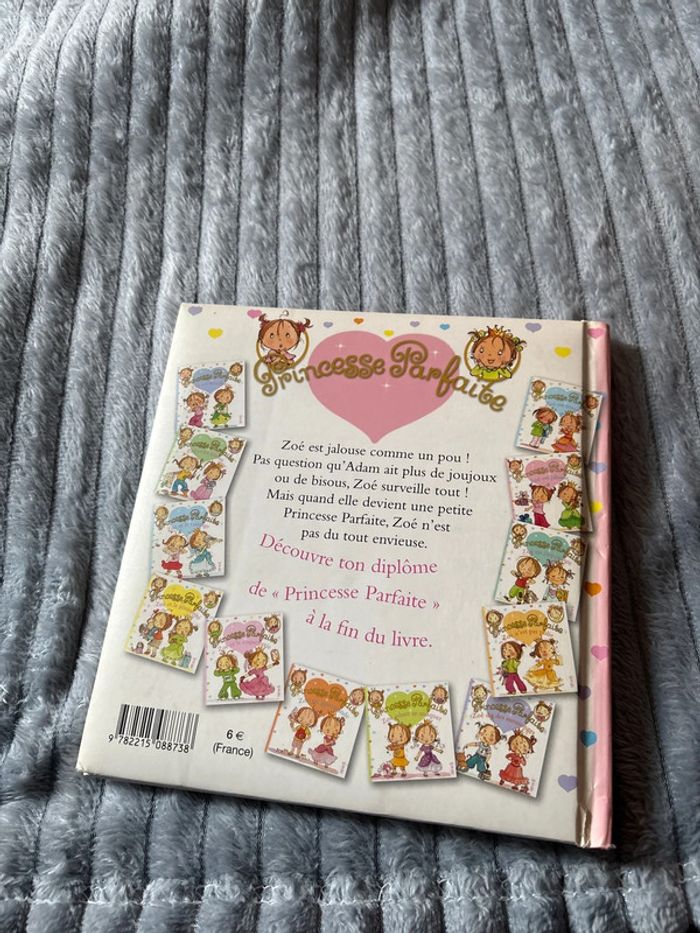 Princesse Parfaite
Zoé est jalouse comme un pou !
Pas question qu'Adam ait plus de joujoux
ou de bisous, Zoé surveille tout !
Mais quand elle devient une petite
Princesse Parfaite, Zoé n'est
pas du tout envieuse.
Découvre ton diplôme
de « Princesse Parfaite »
à la fin du livre.
9 782215 088738
6 €
(France)